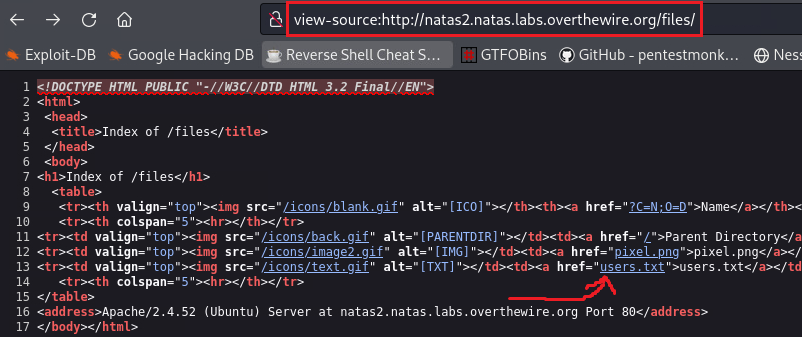 view-source:http://natas2.natas.labs.overthewire.org/files/
Exploit-DB Google Hacking DB Reverse Shell Cheat S... GTFOBins GitHub - pentestmonk... Ness
1 <!DOCTYPE HTML PUBLIC "-//W3C//DTD HTML 3.2 Final//EN">
2 <html>
3 <head>
4 <title>Index of /files</title>
5 </head>
6 <body>
7 <h1>Index of /files</h1>
8 <table>
9 <tr><th valign="top"><img src="/icons/blank.gif" alt="[ICO]"></th><th><a href="?C=N;O=D">Name</a></th><
10 <tr><th colspan="5"><hr></th></tr>
11 <tr><td valign="top"><img src="/icons/back.gif" alt="[PARENTDIR]"></td><td><a href="/">Parent Directory</a
12 <tr><td valign="top"><img src="/icons/image2.gif" alt="[IMG]"></td><td><a href="pixel.png">pixel.png</a></
13 <tr><td valign="top"><img src="/icons/text.gif" alt="[TXT]"></td><td><a href="users.txt">users.txt</a></td
14 <tr><th colspan="5"><hr></th></tr>
15 </table>
16 <address>Apache/2.4.52 (Ubuntu) Server at natas2.natas.labs.overthewire.org Port 80</address>
17 </body></html>